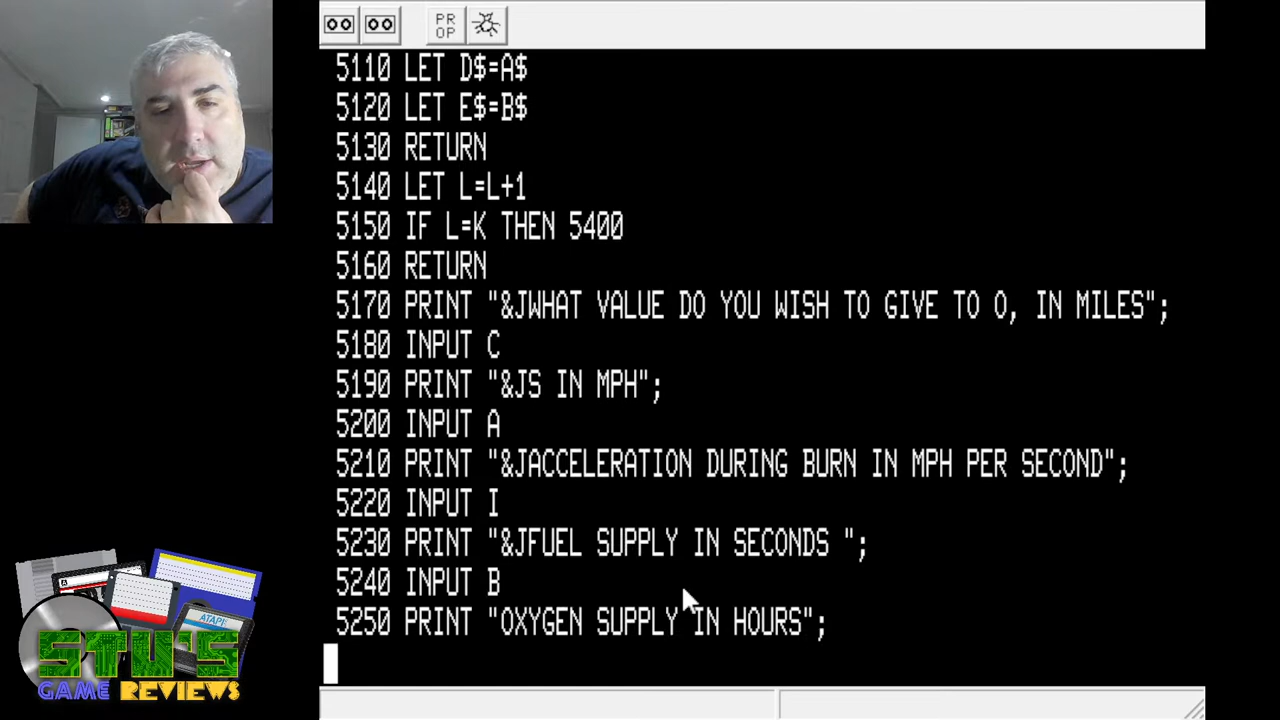 PR
OP
5110 LET D$=A$
5120 LET E$=B$
5130 RETURN
5140 LET L=L+1
5150 IF L=K THEN 5400
5160 RETURN
5170 PRINT "&JWHAT VALUE DO YOU WISH TO GIVE TO O, IN MILES";
5180 INPUT C
5190 PRINT "&JS IN MPH";
5200 INPUT A
5210 PRINT "&JACCELERATION DURING BURN IN MPH PER SECOND";
5220 INPUT I
5230 PRINT "&JFUEL SUPPLY IN SECONDS ";
5240 INPUT B
5250 PRINT "OXYGEN SUPPLY IN HOURS";
ATARI
STU'S
GAME REVIEWS